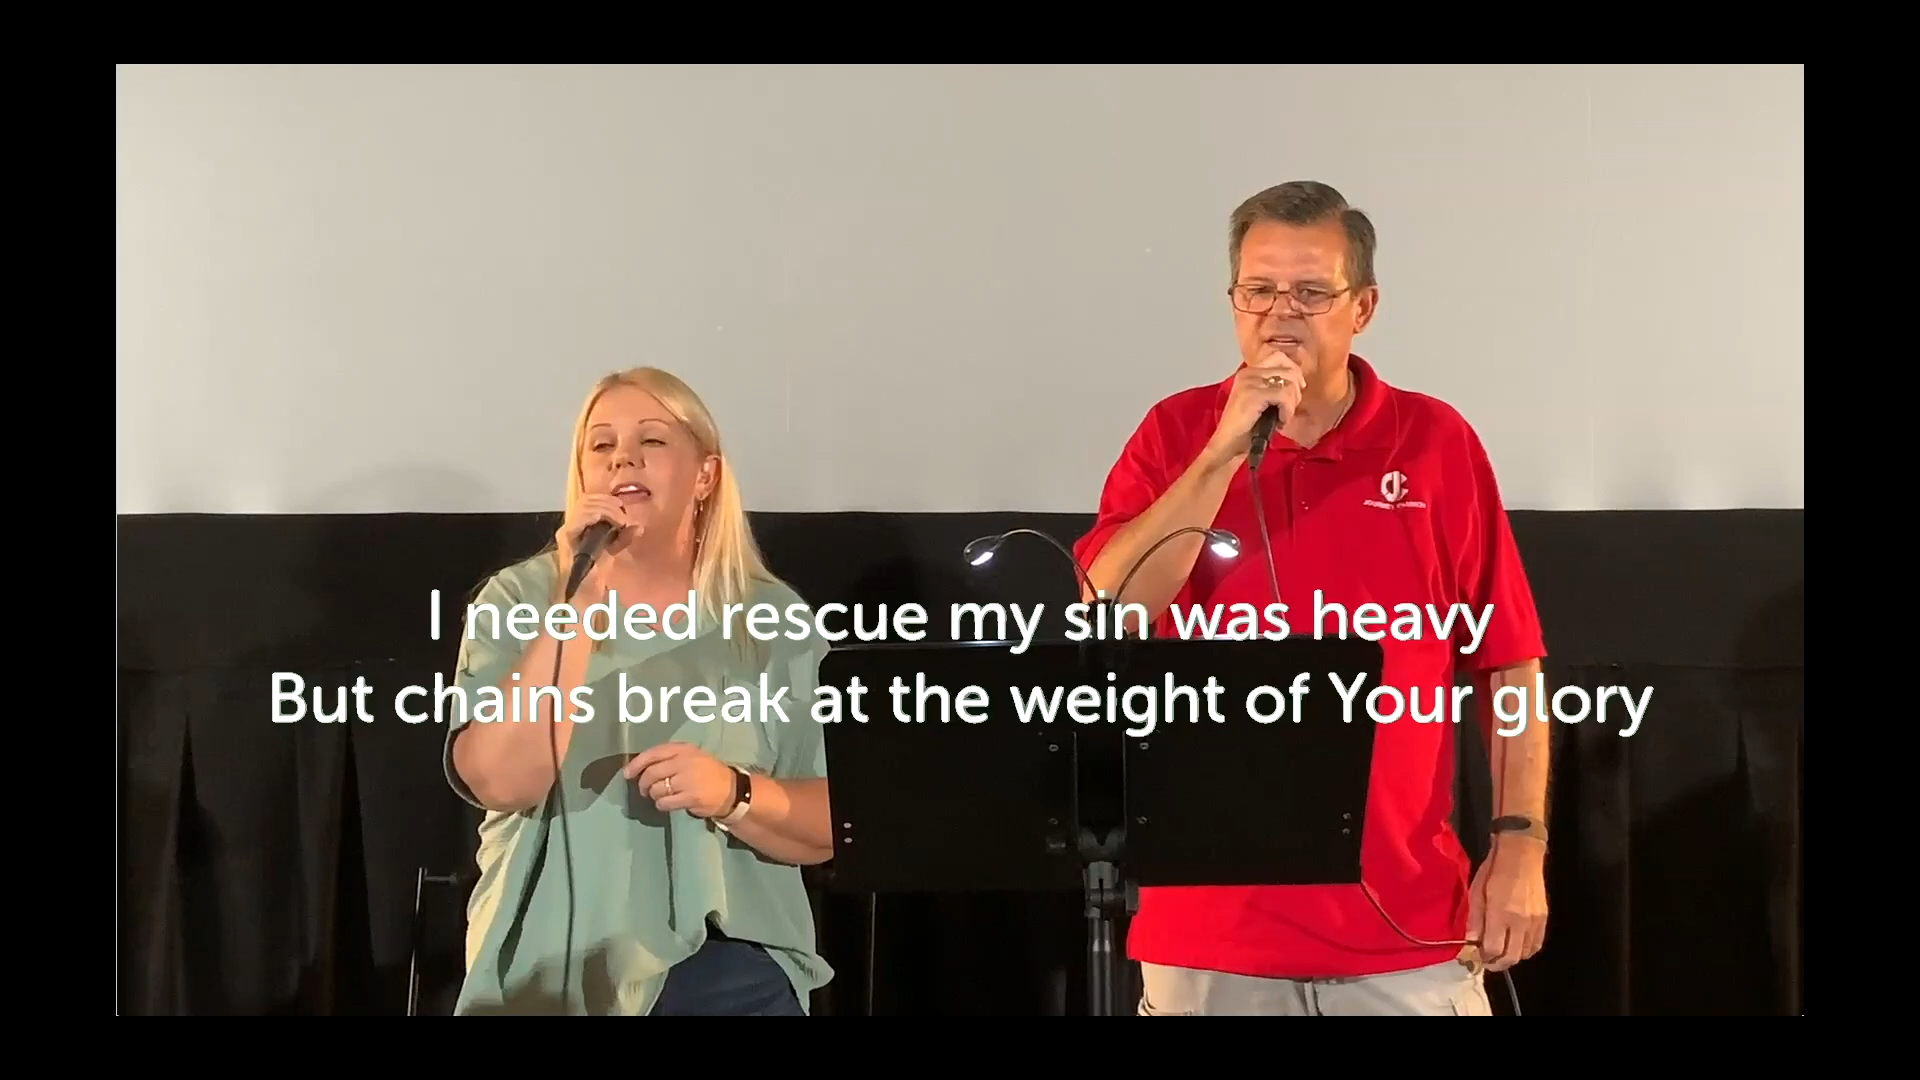 I needed rescue my sin was heavy
But chains break at the weight of Your glory